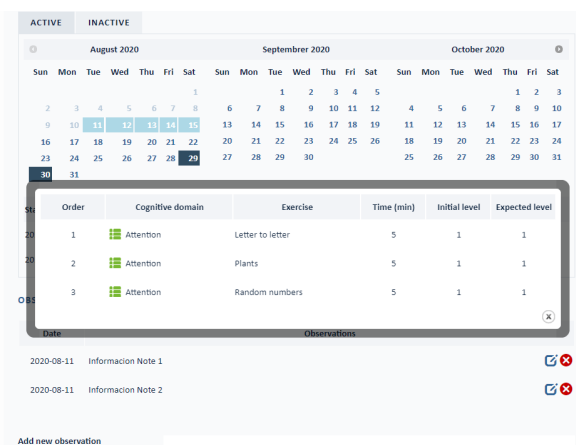 ACTIVE INACTIVE
August 2020 Septembrer 2020 October 2020
Sun Mon Tue Wed Thu Fri Sat Sun Mon Tue Wed Thu Fri Sat Sun Mon Tue Wed Thu Fri Sat
1 1 2 3 4 5 1 2 3
2 3 4 5 6 7 8 6 7 8 9 10 11 12 4 5 6 7 8 9 10
9 10 11 12 13 14 15 13 14 15 16 17 18 19 11 12 13 14 15 16 17
16 17 18 19 20 21 22 20 21 22 23 24 25 26 18 19 20 21 22 23 24
23 24 25 26 27 28 29 27 28 29 30 25 26 27 28 29 30 31
30 31
Order Cognitive domain Exercise Time (min) Initial level Expected level
1 Attention Letter to letter 5 1 1
2 Attention Plants 5 1 1
3 Attention Random numbers 5 1 1
Date Observations
2020-08-11 Informacion Note 1
2020-08-11 Informacion Note 2
Add new observation